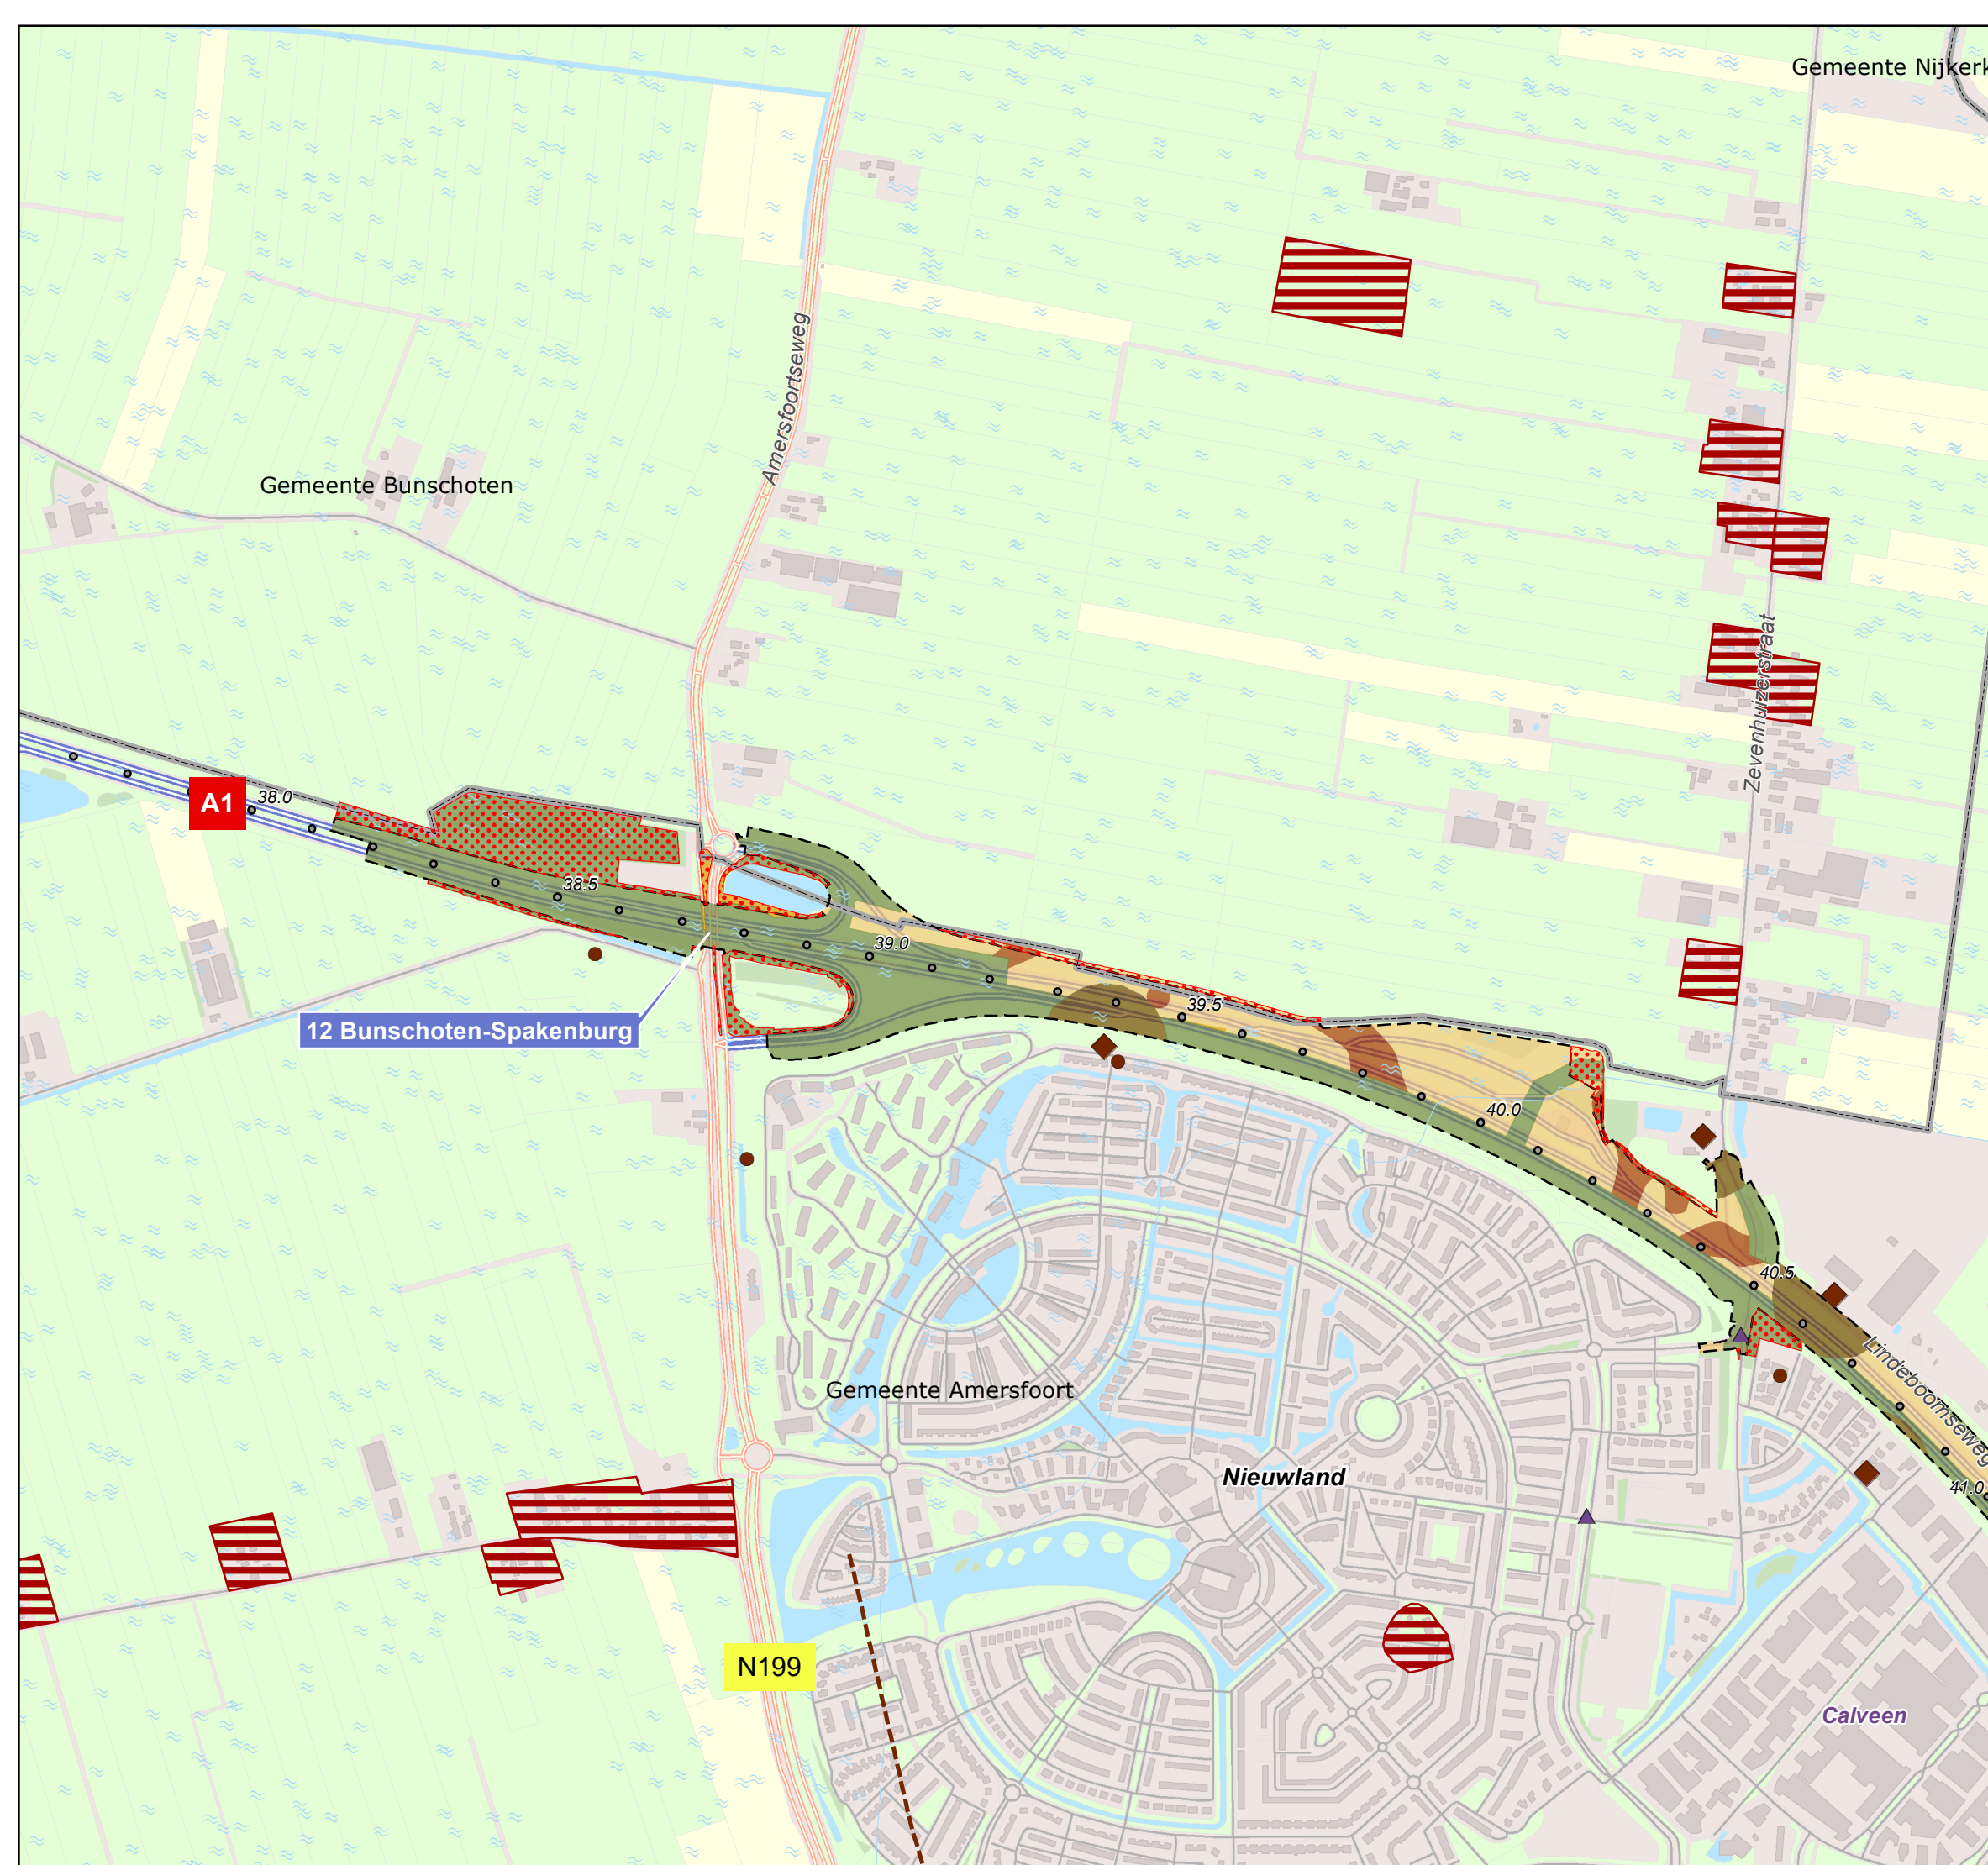 Gemeente Nijkerk
Amersfoortseweg
Gemeente Bunschoten
Zevenhuizerstraat
A1
38.0
38.5
39.0
39.5
12 Bunschoten-Spakenburg
40.0
40.5
Lindeboomseweg
Gemeente Amersfoort
Nieuwland
41.0
N199
Calveen